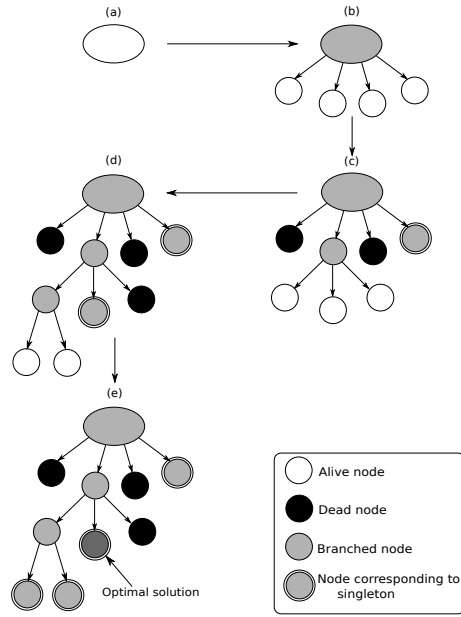 (a)
(b)
(d)
(c)
(e)
Alive node
Dead node
Branched node
Node corresponding to
singleton
Optimal solution